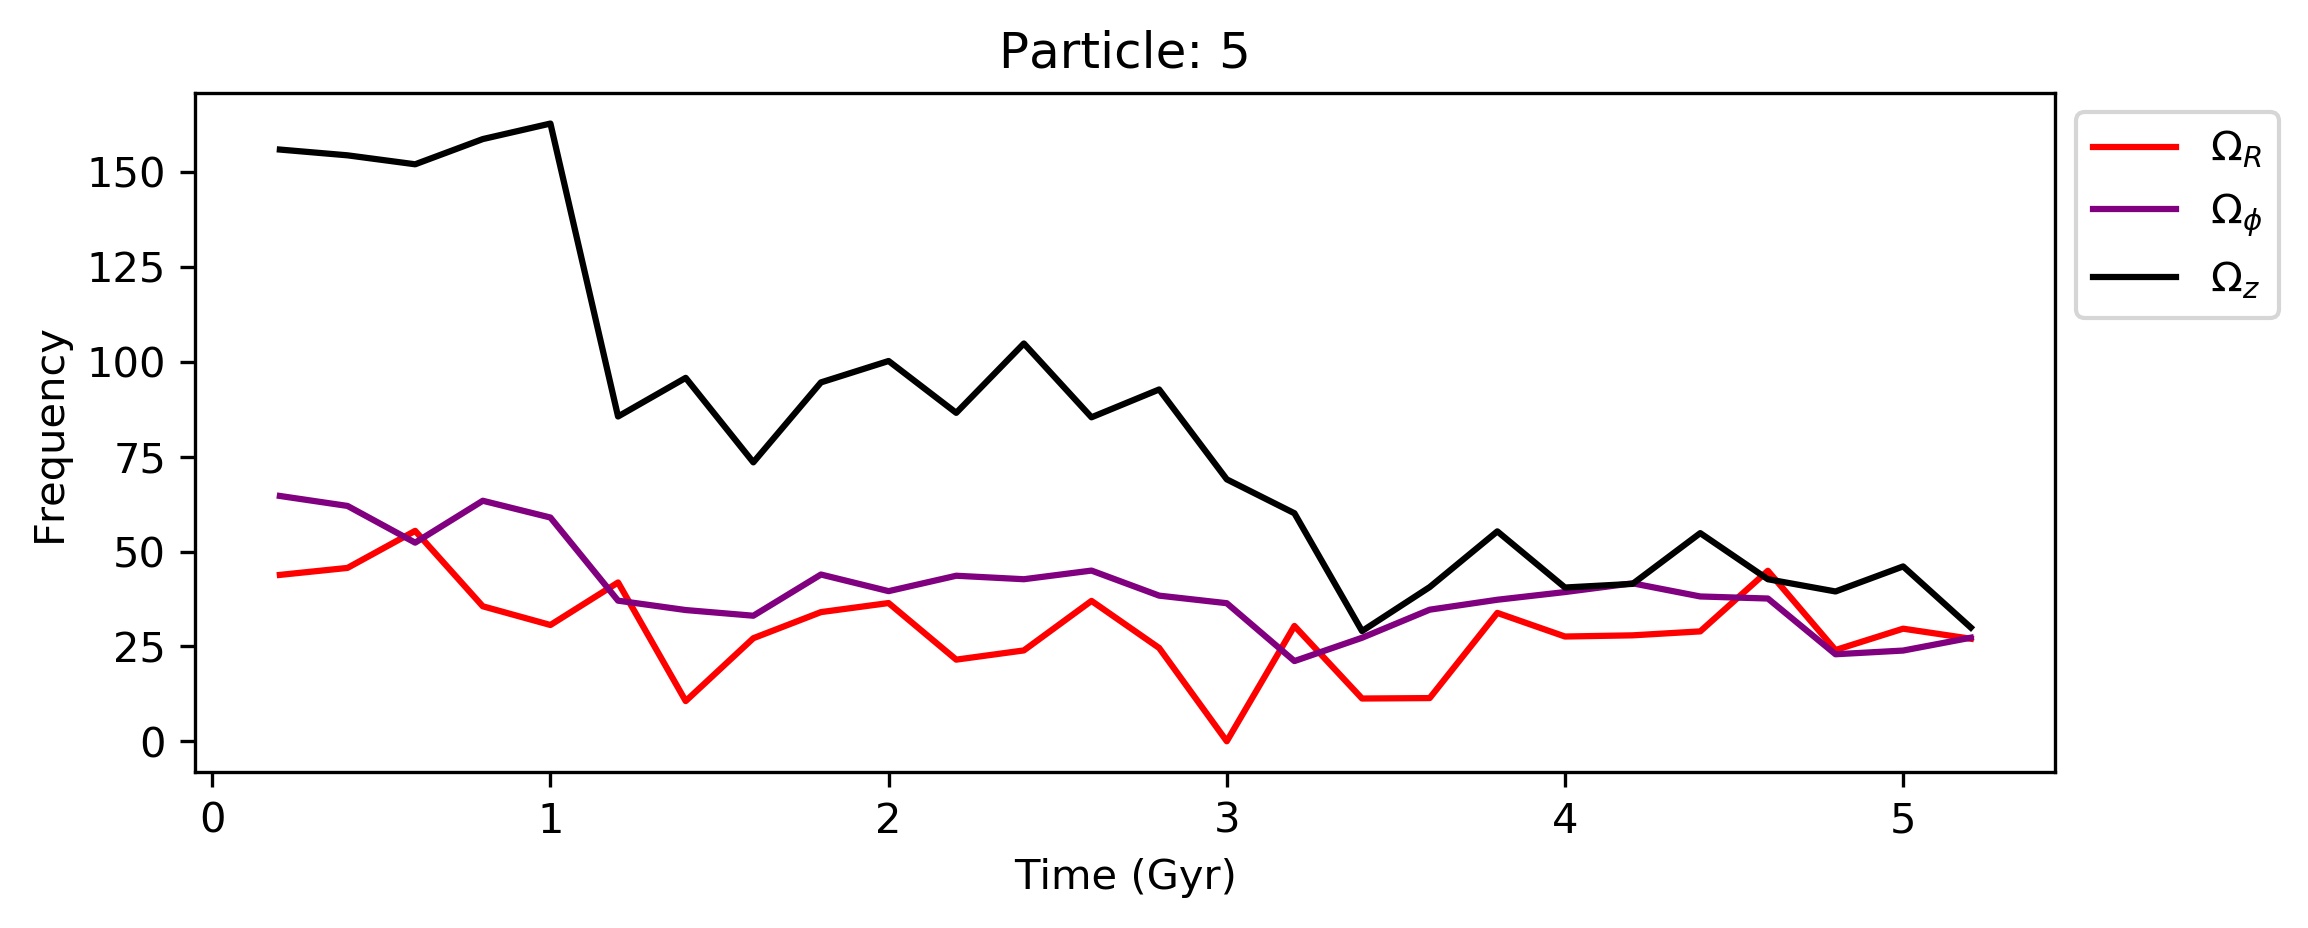 Particle: 5
Frequency
150
125
100
75
50
25
0
0 1 2 3 4 5
Time (Gyr)
Ω_R
Ω_ϕ
Ω_z